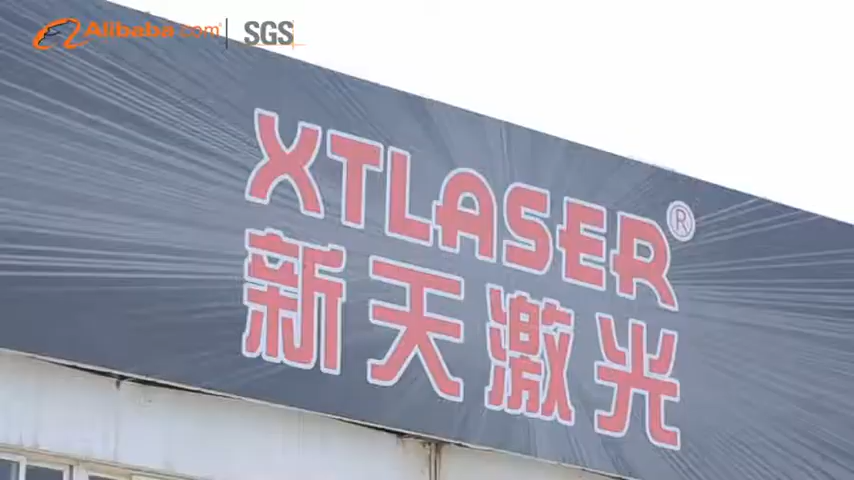 Alibaba.com | SGS
XTLASER®
新天激光